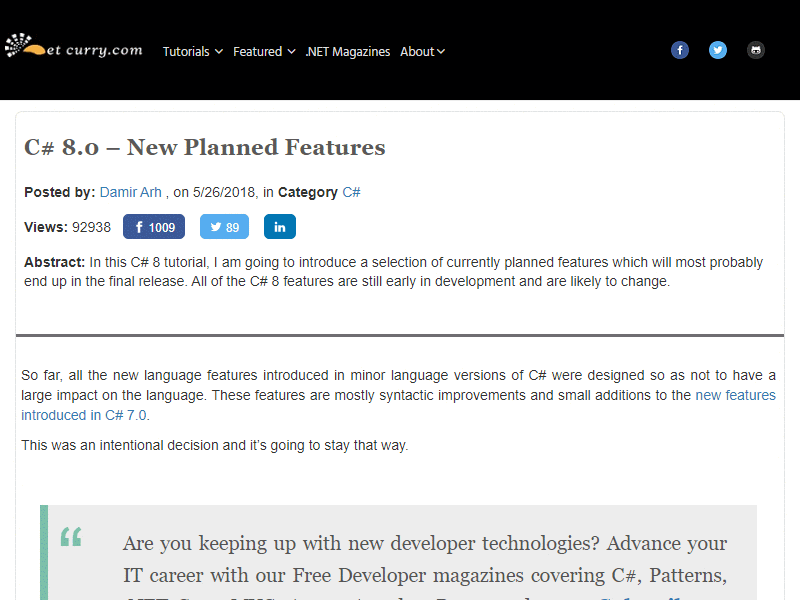 et curry.com
Tutorials Featured .NET Magazines About
C# 8.0 – New Planned Features
Posted by: Damir Arh , on 5/26/2018, in Category C#
Views: 92938 1009 89
Abstract: In this C# 8 tutorial, I am going to introduce a selection of currently planned features which will most probably
end up in the final release. All of the C# 8 features are still early in development and are likely to change.
So far, all the new language features introduced in minor language versions of C# were designed so as not to have a
large impact on the language. These features are mostly syntactic improvements and small additions to the new features
introduced in C# 7.0.
This was an intentional decision and it’s going to stay that way.
“
Are you keeping up with new developer technologies? Advance your
IT career with our Free Developer magazines covering C#, Patterns,